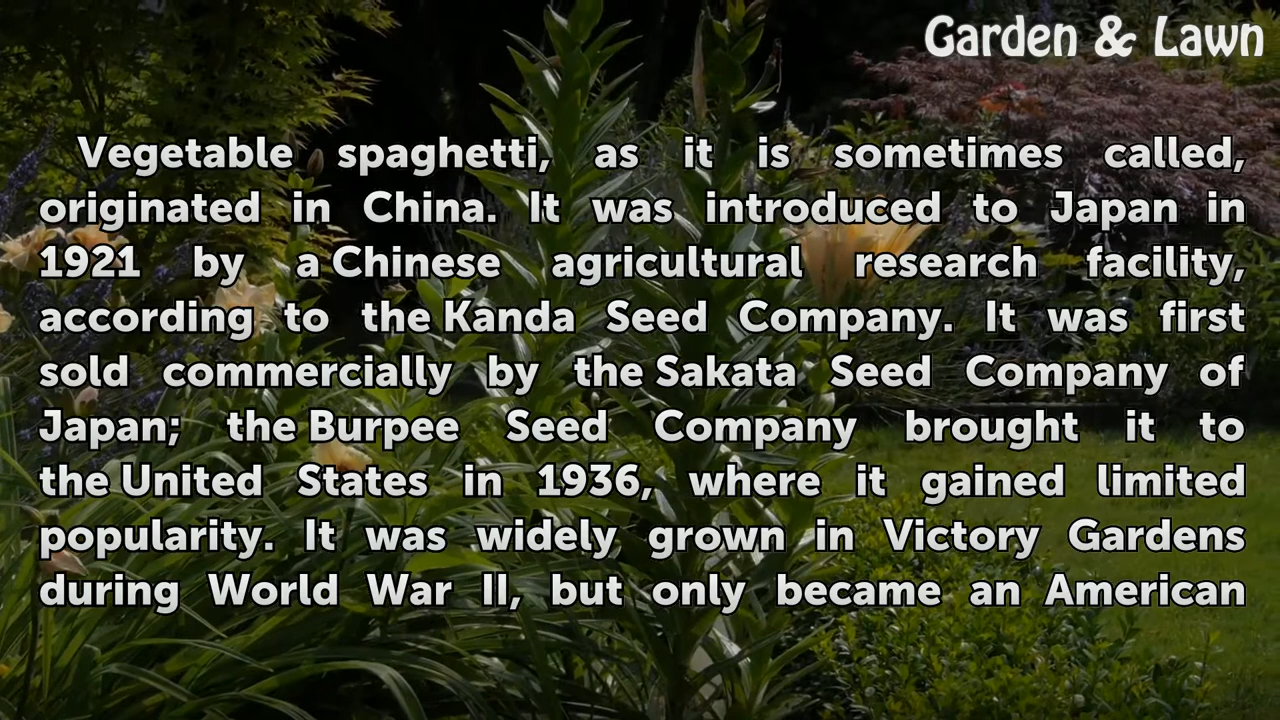 Garden & Lawn
Vegetable spaghetti, as it is sometimes called,
originated in China. It was introduced to Japan in
1921 by a Chinese agricultural research facility,
according to the Kanda Seed Company. It was first
sold commercially by the Sakata Seed Company of
Japan; the Burpee Seed Company brought it to
the United States in 1936, where it gained limited
popularity. It was widely grown in Victory Gardens
during World War II, but only became an American